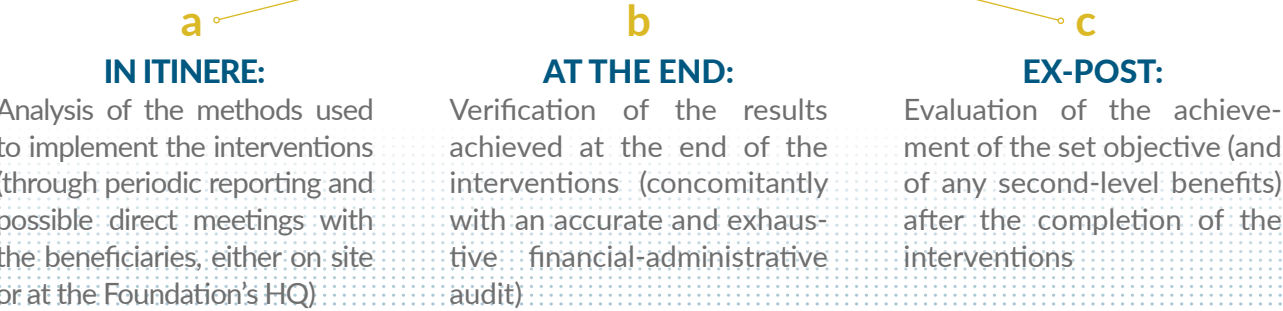 a
IN ITINERE:
Analysis of the methods used
to implement the interventions
(through periodic reporting and
possible direct meetings with
the beneficiaries, either on site
or at the Foundation's HQ)
b
AT THE END:
Verification of the results
achieved at the end of the
interventions (concomitantly
with an accurate and exhaus-
tive financial-administrative
audit)
c
EX-POST:
Evaluation of the achieve-
ment of the set objective (and
of any second-level benefits)
after the completion of the
interventions